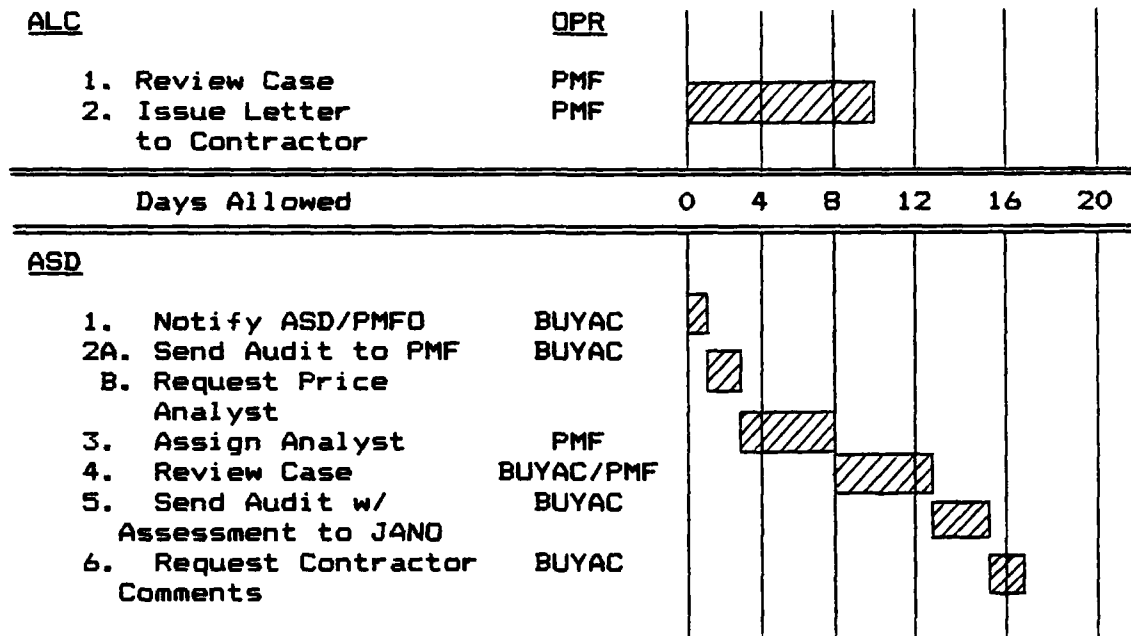 ALC OPR
1. Review Case PMF
2. Issue Letter PMF
to Contractor
Days Allowed 0 4 8 12 16 20
ASD
1. Notify ASD/PMFO BUYAC
2A. Send Audit to PMF BUYAC
B. Request Price
Analyst
3. Assign Analyst PMF
4. Review Case BUYAC/PMF
5. Send Audit w/ BUYAC
Assessment to J4NO
6. Request Contractor BUYAC
Comments